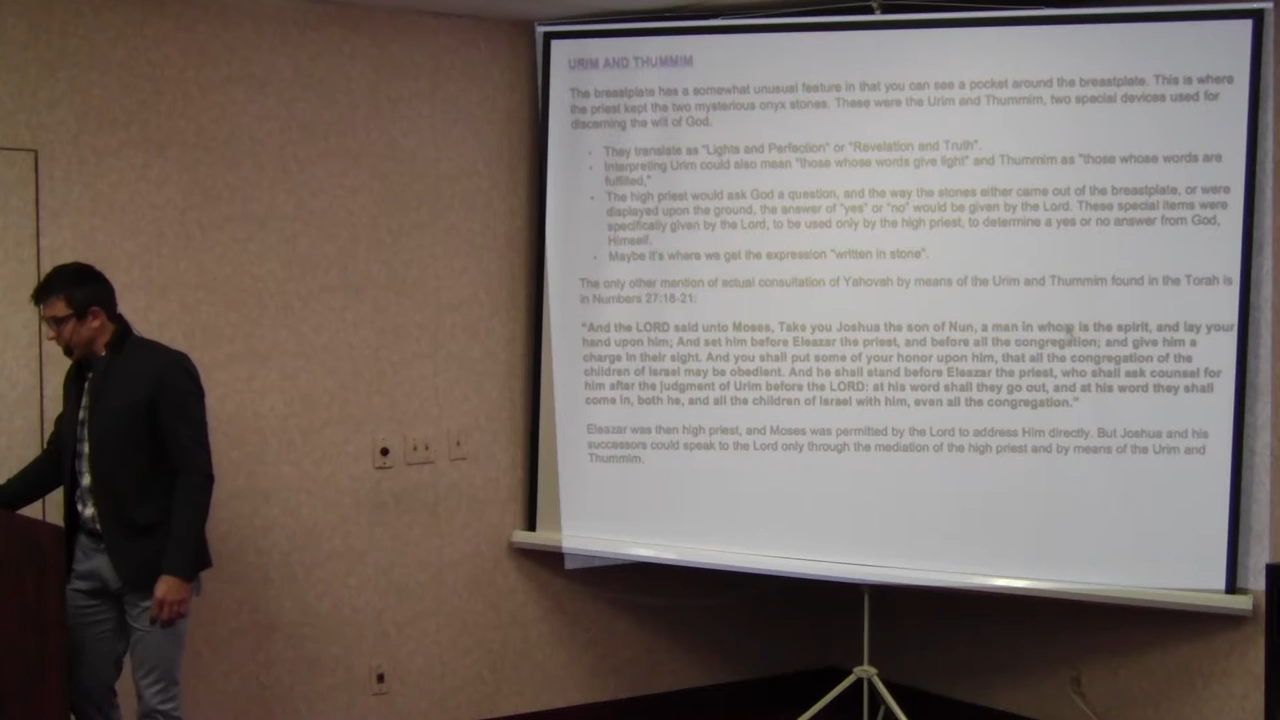 URIM AND THUMMIM
The breastplate has a somewhat unusual feature in that you can see a pocket around the breastplate. This is where
the priest kept the two mysterious onyx stones. These were the Urim and Thummim, two special devices used for
discerning the will of God.
• They translate as "Lights and Perfection" or "Revelation and Truth".
• Interpreting Urim could also mean "those whose words give light" and Thummim as "those whose words are
fulfilled,"
• The high priest would ask God a question, and the way the stones either came out of the breastplate, or were
displayed upon the ground, the answer of "yes" or "no" would be given by the Lord. These special items were
specifically given by the Lord, to be used only by the high priest, to determine a yes or no answer from God,
Himself.
• Maybe it's where we get the expression "written in stone".
The only other mention of actual consultation of Yahovah by means of the Urim and Thummim found in the Torah is
in Numbers 27:18-21:
"And the LORD said unto Moses, Take you Joshua the son of Nun, a man in whom is the spirit, and lay your
hand upon him; And set him before Eleazar the priest, and before all the congregation; and give him a
charge in their sight. And you shall put some of your honor upon him, that all the congregation of the
children of Israel may be obedient. And he shall stand before Eleazar the priest, who shall ask counsel for
him after the judgment of Urim before the LORD: at his word shall they go out, and at his word they shall
come in, both he, and all the children of Israel with him, even all the congregation."
Eleazar was then high priest, and Moses was permitted by the Lord to address Him directly. But Joshua and his
successors could speak to the Lord only through the mediation of the high priest and by means of the Urim and
Thummim.